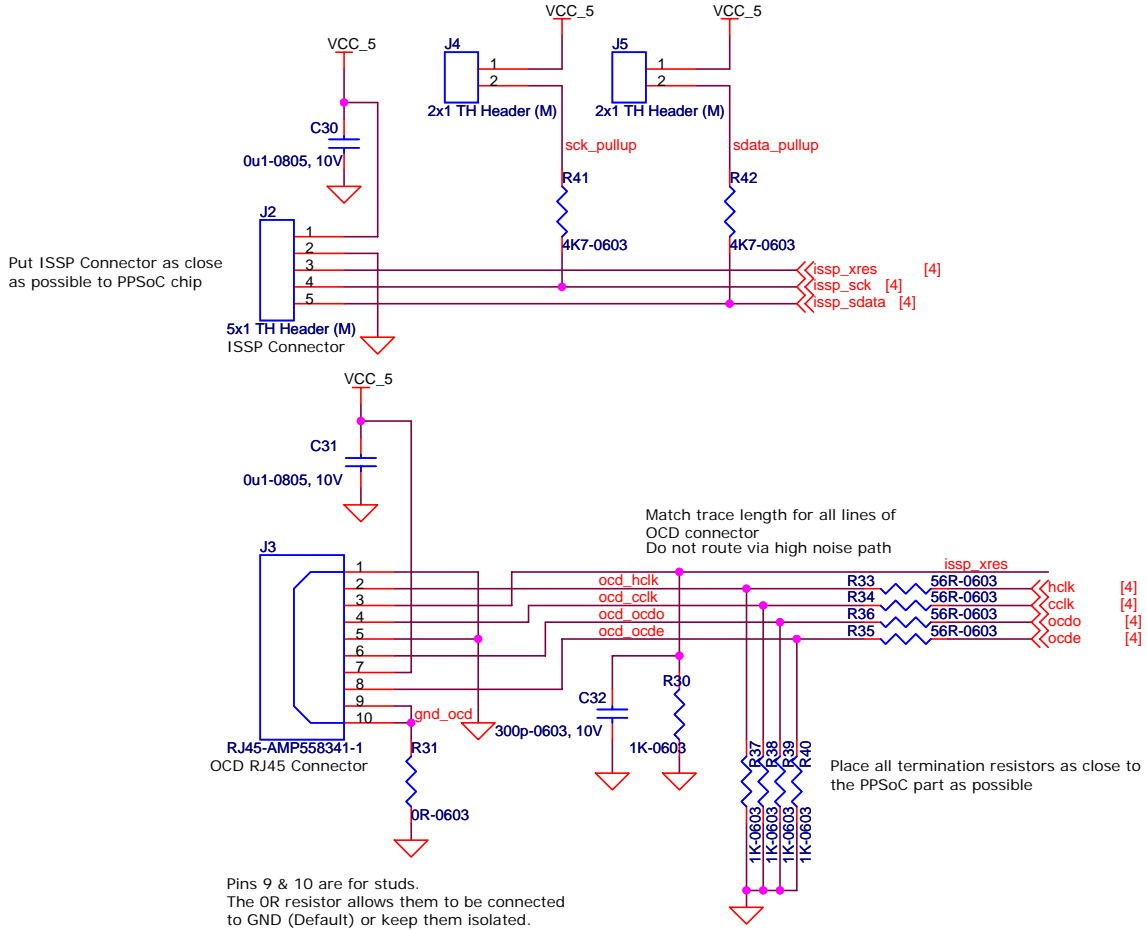 VCC_5
VCC_5
VCC_5
J4
J5
1
2
1
2
2x1 TH Header (M)
2x1 TH Header (M)
C30
0u1-0805, 10V
sck_pullup
sdata_pullup
R41
R42
4K7-0603
4K7-0603
J2
1
2
3
4
5
Put ISSP Connector as close
as possible to PPSoC chip
issp_xres [4]
issp_sck [4]
issp_sdata [4]
5x1 TH Header (M)
ISSP Connector
VCC_5
C31
0u1-0805, 10V
Match trace length for all lines of
OCD connector
Do not route via high noise path
J3
1
2
3
4
5
6
7
8
9
10
issp_xres
ocd_hclk
R33 56R-0603
hclk [4]
ocd_cclk
R34 56R-0603
cclk [4]
ocd_ocdo
R36 56R-0603
ocdo [4]
ocd_ocde
R35 56R-0603
ocde [4]
gnd_ocd
RJ45-AMP558341-1
OCD RJ45 Connector
R31
0R-0603
C32
300p-0603, 10V
R30
1K-0603
R37
R38
R39
R40
1K-0603
1K-0603
1K-0603
1K-0603
Place all termination resistors as close to
the PPSoC part as possible
Pins 9 & 10 are for studs.
The 0R resistor allows them to be connected
to GND (Default) or keep them isolated.